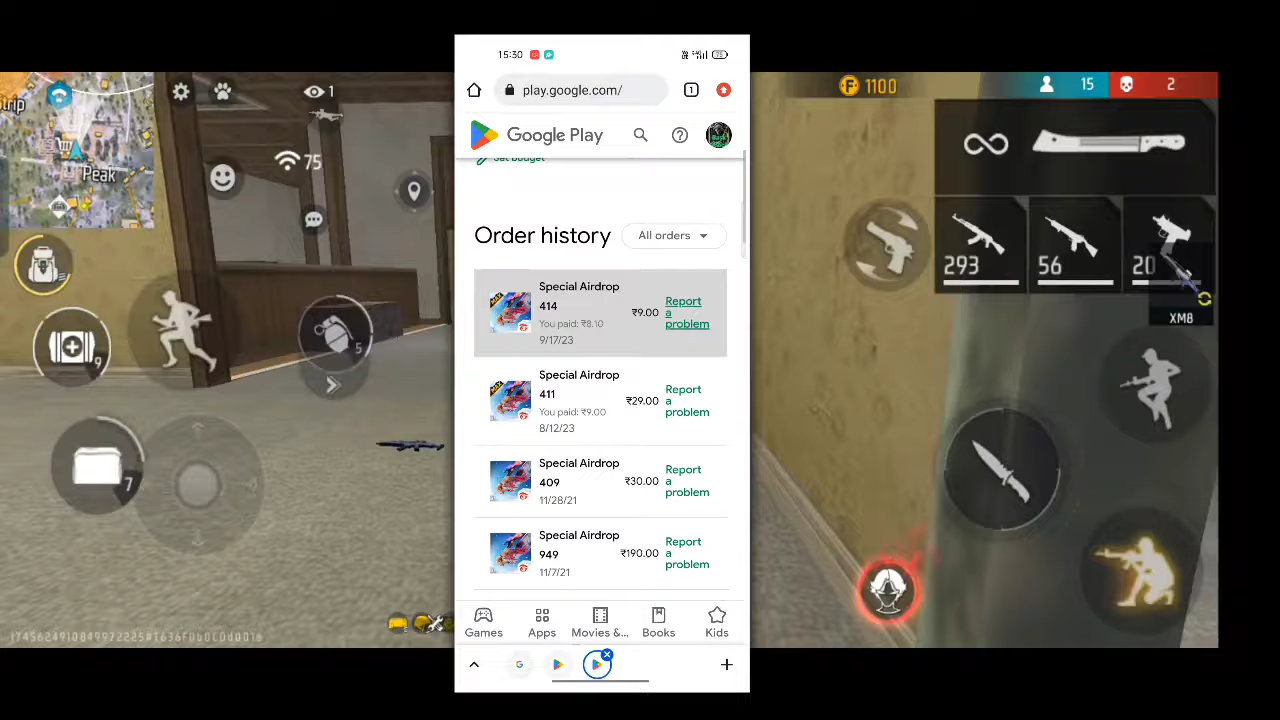 15:30
75
play.google.com/
1
Google Play
Set budget
Order history
All orders
Special Airdrop
414
You paid: ₹8.10
9/17/23
₹9.00
Report
a
problem
Special Airdrop
411
You paid: ₹9.00
8/12/23
₹29.00
Report
a
problem
Special Airdrop
409
11/28/21
₹30.00
Report
a
problem
Special Airdrop
949
11/7/21
₹190.00
Report
a
problem
Games
Apps
Movies &...
Books
Kids
trip
Peak
1
75
9
5
7
1100
15
2
293
56
20
XM8